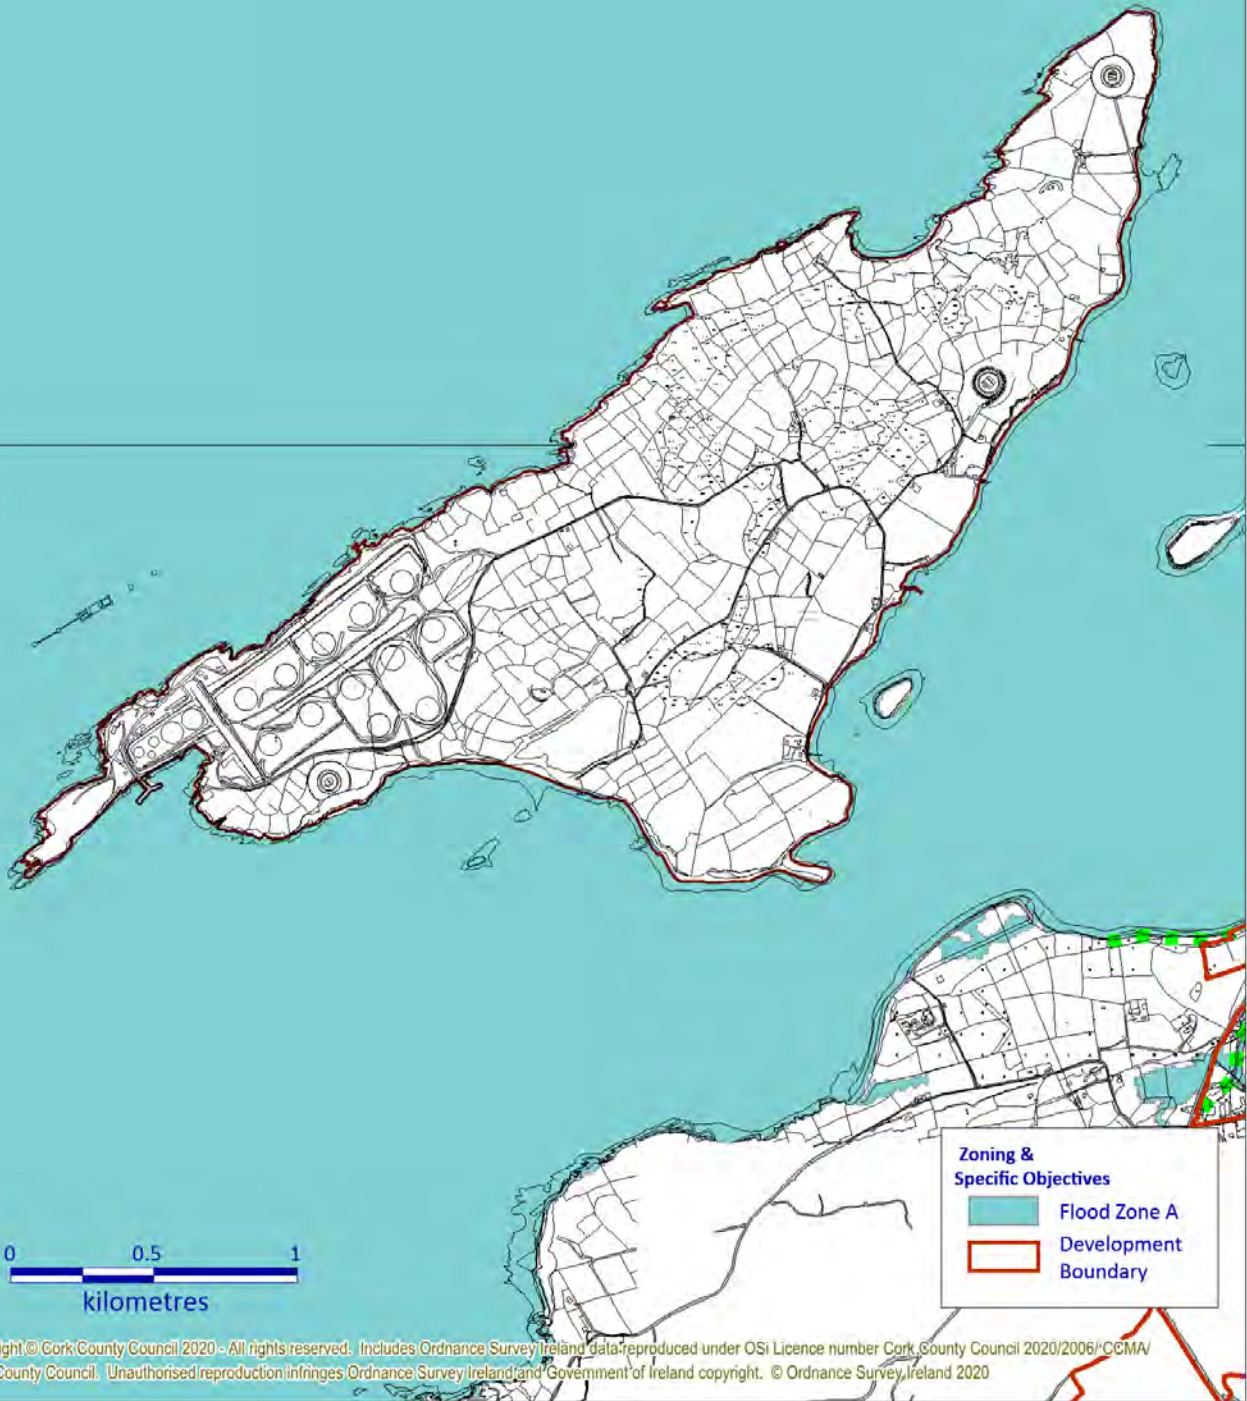 Zoning &
Specific Objectives
Flood Zone A
Development
Boundary
0 0.5 1
kilometres
ight © Cork County Council 2020 - All rights reserved. Includes Ordnance Survey Ireland data reproduced under OSi Licence number Cork County Council 2020/2006/'CCMA/
County Council. Unauthorised reproduction infringes Ordnance Survey Ireland and Government of Ireland copyright. © Ordnance Survey Ireland 2020